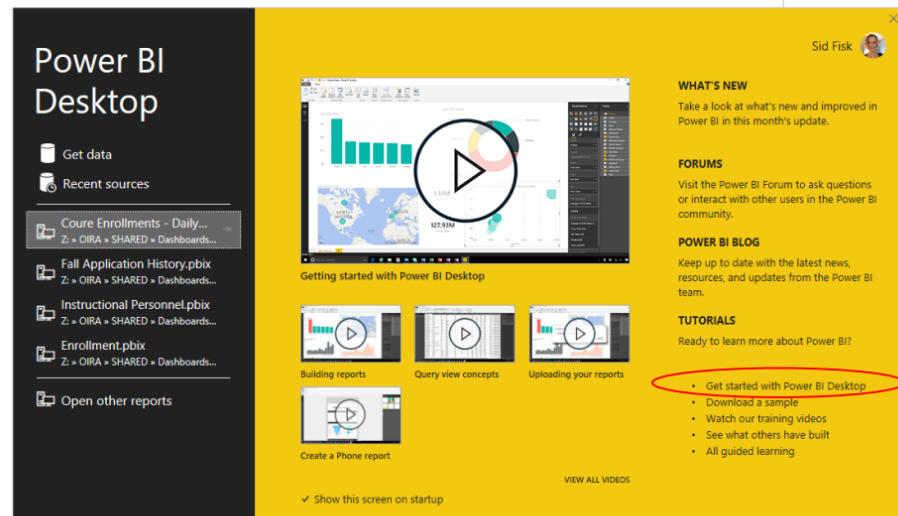 Power BI
Desktop
Get data
Recent sources
Coure Enrollments - Daily...
Z: » OIRA » SHARED » Dashboards...
Fall Application History.pbix
Z: » OIRA » SHARED » Dashboards...
Instructional Personnel.pbix
Z: » OIRA » SHARED » Dashboards...
Enrollment.pbix
Z: » OIRA » SHARED » Dashboards...
Open other reports
127.93M
Getting started with Power BI Desktop
Building reports
Query view concepts
Uploading your reports
Create a Phone report
VIEW ALL VIDEOS
Show this screen on startup
Sid Fisk
WHAT'S NEW
Take a look at what's new and improved in
Power BI in this month's update.
FORUMS
Visit the Power BI Forum to ask questions
or interact with other users in the Power BI
community.
POWER BI BLOG
Keep up to date with the latest news,
resources, and updates from the Power BI
team.
TUTORIALS
Ready to learn more about Power BI?
• Get started with Power BI Desktop
• Download a sample
• Watch our training videos
• See what others have built
• All guided learning